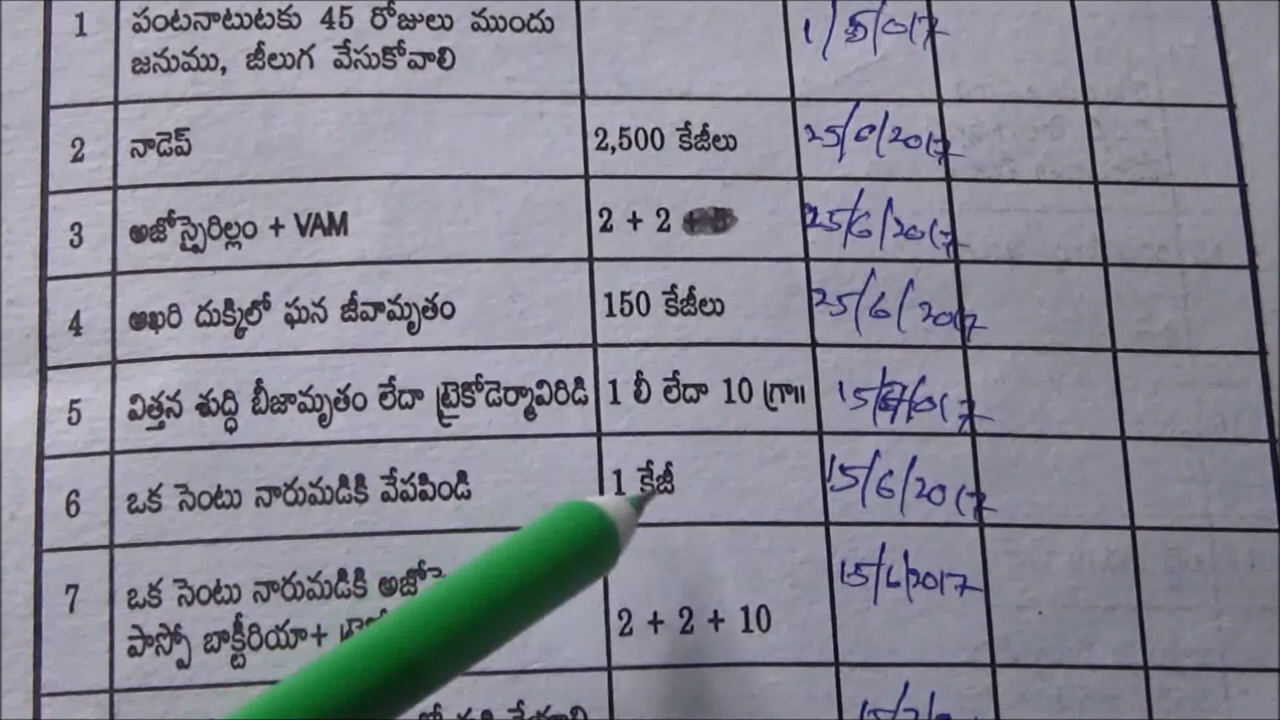 1 పంటనాటుటకు 45 రోజులు ముందు
జనుము, జీలుగ వేసుకోవాలి
2 నాడెప్ 2,500 కేజీలు 25/6/2017
3 అజోస్పైరిల్లం + VAM 2 + 2 25/6/2017
4 ఆఖరి దుక్కిలో ఘన జీవామృతం 150 కేజీలు 25/6/2017
5 విత్తన శుద్ధి బీజామృతం లేదా ట్రైకోడెర్మావిరిడి 1 లీ లేదా 10 గ్రా॥
6 ఒక సెంటు నారుమడికి వేపపిండి 1 కేజీ 15/6/2017
7 ఒక సెంటు నారుమడికి 15/6/2017
పాస్ఫో బాక్టీరియా+ 2 + 2 + 10